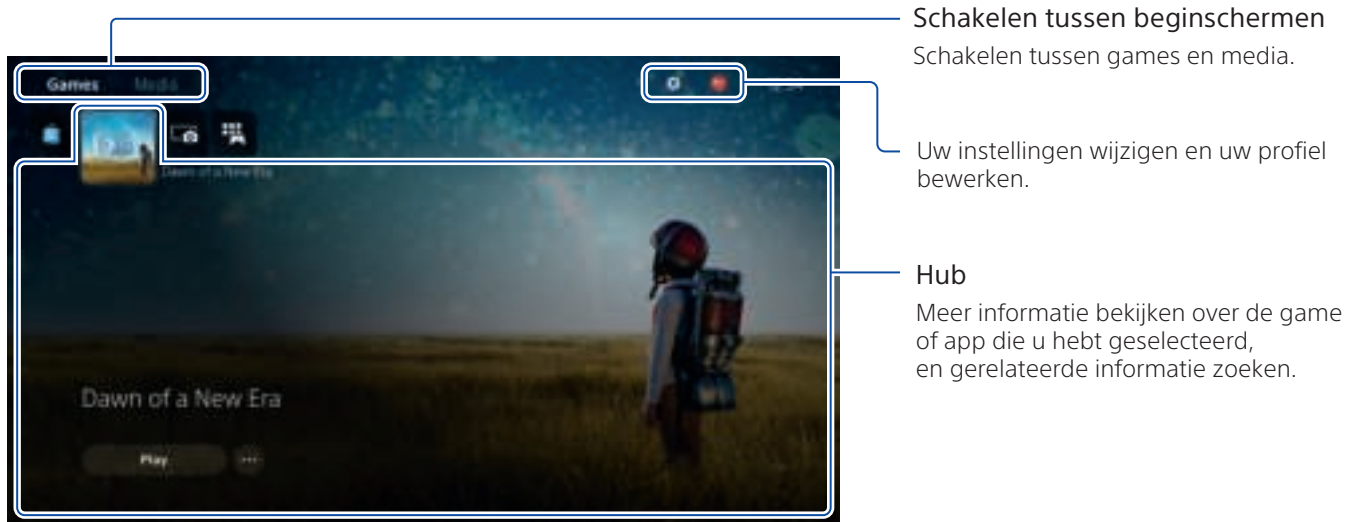 Schakelen tussen beginschermen
Schakelen tussen games en media.
Games Media
Uw instellingen wijzigen en uw profiel
bewerken.
Dawn of a New Era
Hub
Meer informatie bekijken over de game
of app die u hebt geselecteerd,
en gerelateerde informatie zoeken.
Dawn of a New Era
Play